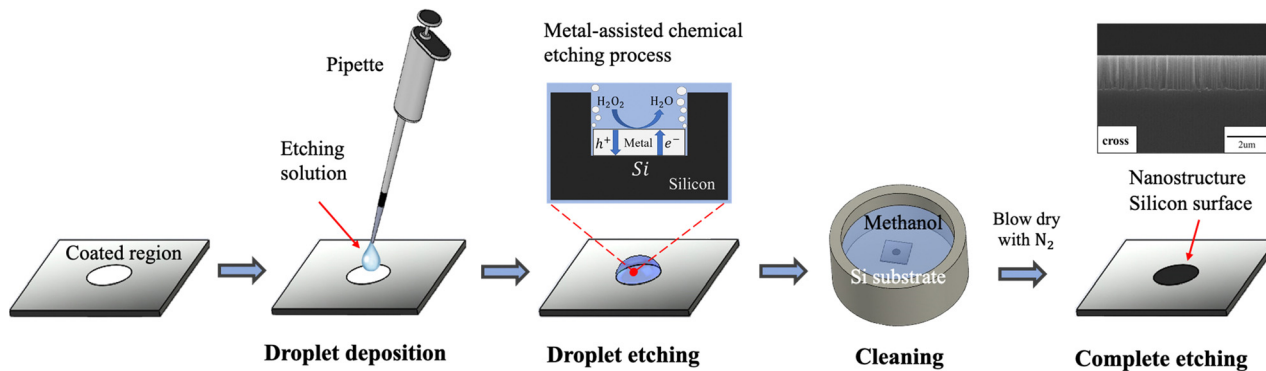 Metal-assisted chemical
etching process
Pipette
Etching
solution
H₂O₂
H₂O
h⁺
Metal
e⁻
Si
Silicon
cross
2um
Nanostructure
Silicon surface
Coated region
Methanol
Si substrate
Blow dry
with N₂
Droplet deposition
Droplet etching
Cleaning
Complete etching